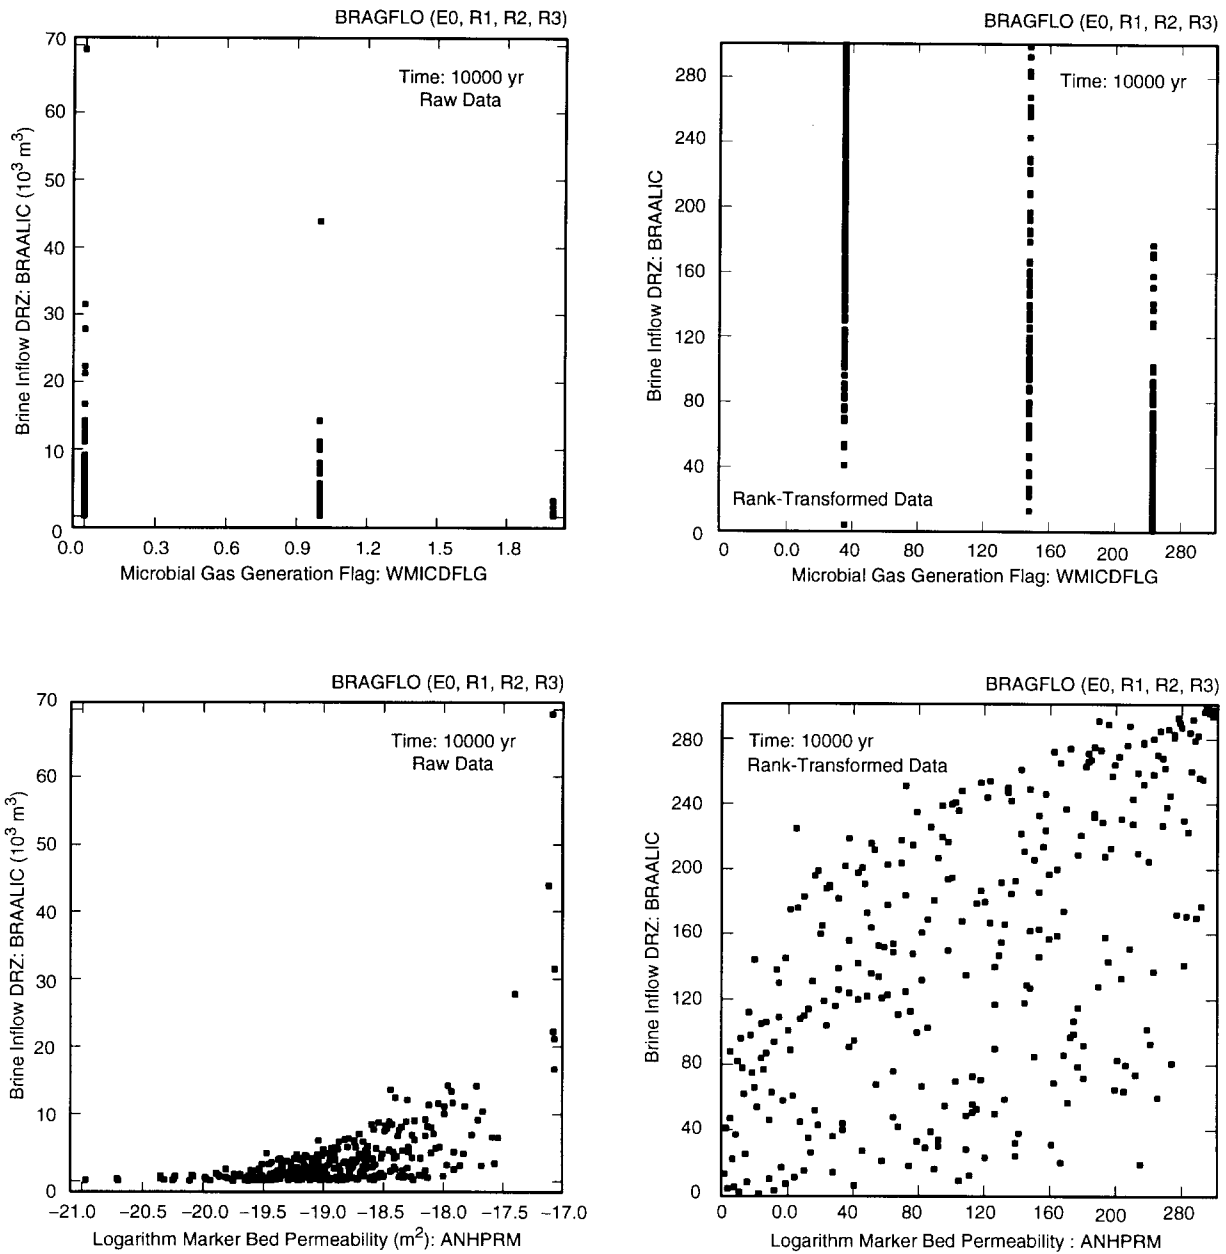 BRAGFLO (E0, R1, R2, R3)
Time: 10000 yr
Raw Data
Brine Inflow DRZ: BRAALIC (10³ m³)
70
60
50
40
30
20
10
0
0.0 0.3 0.6 0.9 1.2 1.5 1.8
Microbial Gas Generation Flag: WMICDFLG
BRAGFLO (E0, R1, R2, R3)
Time: 10000 yr
Brine Inflow DRZ: BRAALIC
280
240
200
160
120
80
40
0
Rank-Transformed Data
0 0.0 40 80 120 160 200 280
Microbial Gas Generation Flag: WMICDFLG
BRAGFLO (E0, R1, R2, R3)
Time: 10000 yr
Raw Data
Brine Inflow DRZ: BRAALIC (10³ m³)
70
60
50
40
30
20
10
0
−21.0 −20.5 −20.0 −19.5 −19.0 −18.5 −18.0 −17.5 −17.0
Logarithm Marker Bed Permeability (m²): ANHPRM
BRAGFLO (E0, R1, R2, R3)
Time: 10000 yr
Rank-Transformed Data
Brine Inflow DRZ: BRAALIC
280
240
200
160
120
80
40
0
0 0.0 40 80 120 160 200 280
Logarithm Marker Bed Permeability : ANHPRM